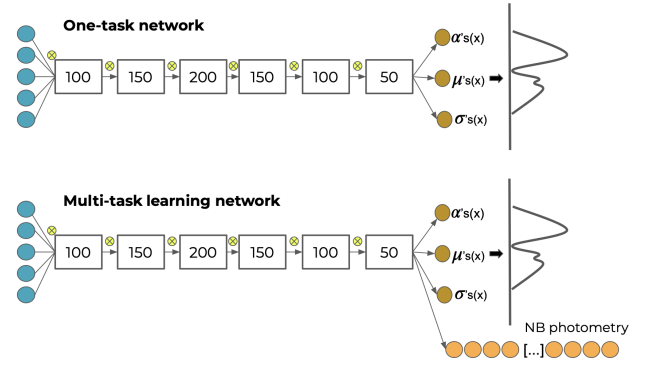 One-task network
100 150 200 150 100 50
α's(x)
μ's(x)
σ's(x)
Multi-task learning network
100 150 200 150 100 50
α's(x)
μ's(x)
σ's(x)
NB photometry
[...]